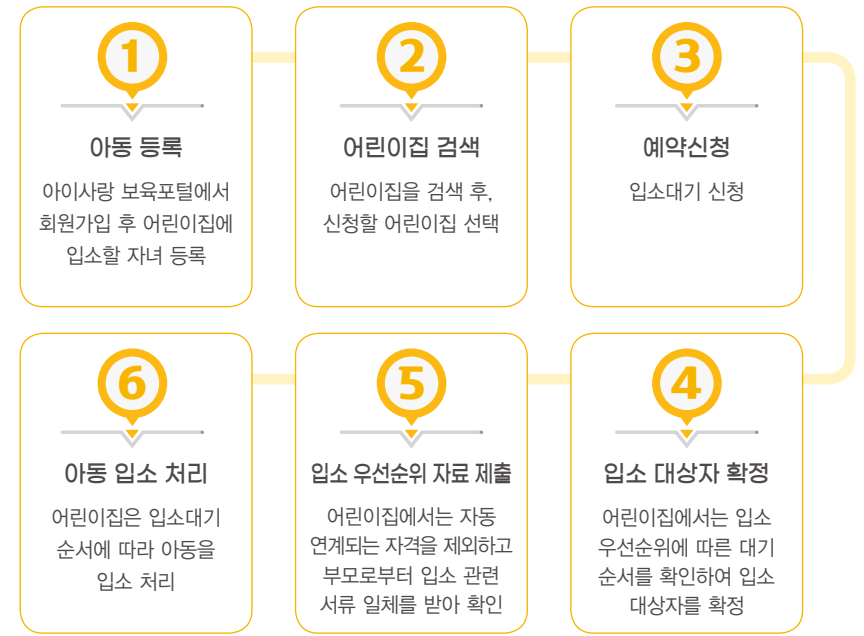 1
아동 등록
아이사랑 보육포털에서
회원가입 후 어린이집에
입소할 자녀 등록
2
어린이집 검색
어린이집을 검색 후,
신청할 어린이집 선택
3
예약신청
입소대기 신청
4
입소 대상자 확정
어린이집에서는 입소
우선순위에 따른 대기
순서를 확인하여 입소
대상자를 확정
5
입소 우선순위 자료 제출
어린이집에서는 자동
연계되는 자격을 제외하고
부모로부터 입소 관련
서류 일체를 받아 확인
6
아동 입소 처리
어린이집은 입소대기
순서에 따라 아동을
입소 처리